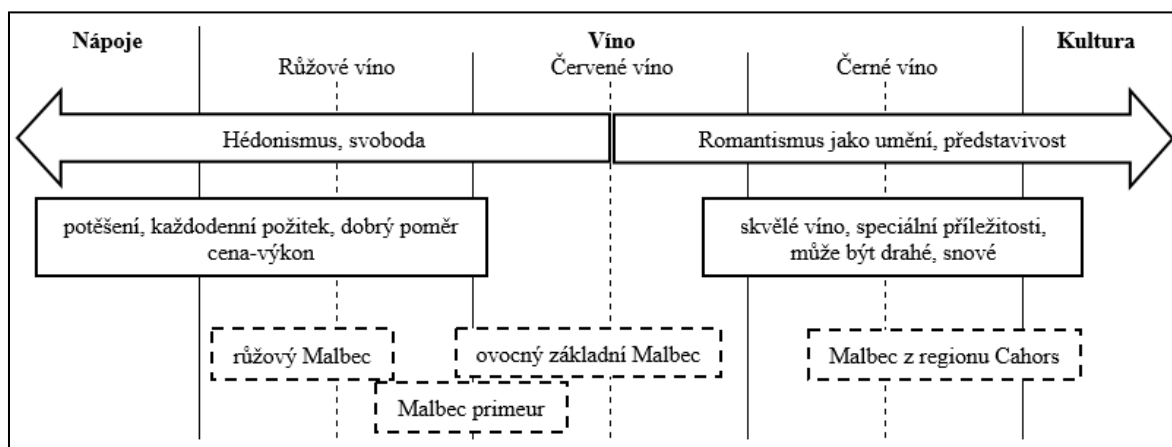 Nápoje
Víno
Kultura
Růžové víno
Červené víno
Černé víno
Hédonismus, svoboda
Romantismus jako umění, představivost
potěšení, každodenní požitek, dobrý poměr
cena-výkon
skvělé víno, speciální příležitosti,
může být drahé, snové
růžový Malbec
ovocný základní Malbec
Malbec z regionu Cahors
Malbec primeur